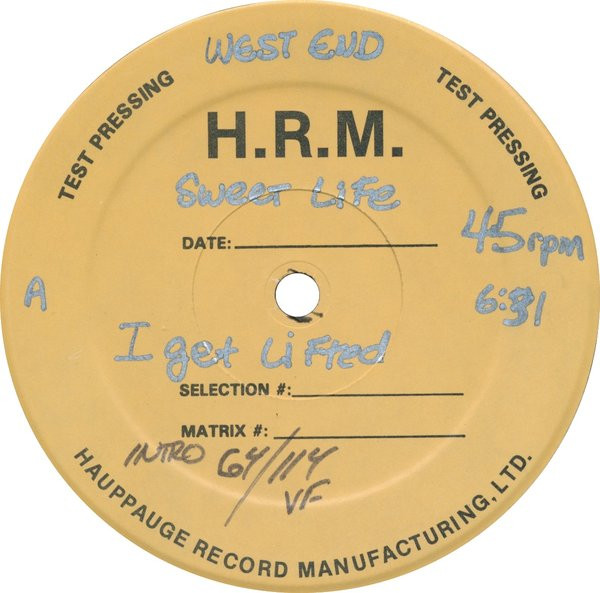 WEST END
TEST PRESSING
TEST PRESSING
H.R.M.
Sweet Life
DATE:
45rpm
A
6:31
I get Lifted
SELECTION #:
MATRIX #:
INTRO 64/114
VF
HAUPPAUGE RECORD MANUFACTURING, LTD.